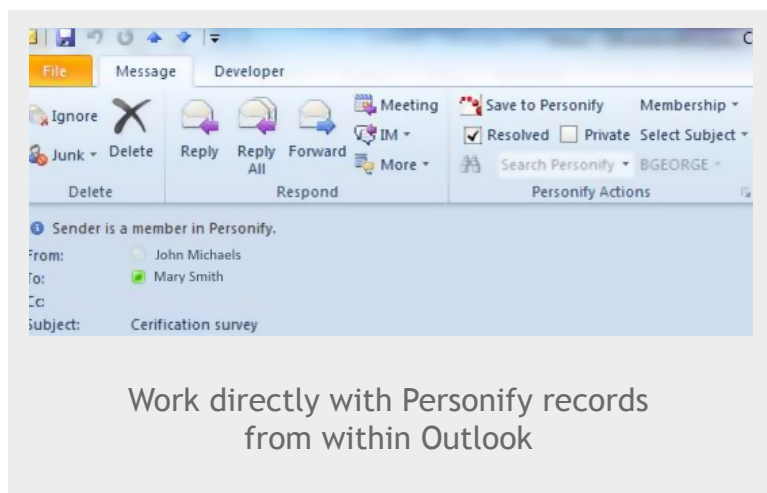 C
File Message Developer
Ignore
Junk
Delete
Reply
Reply All
Forward
Meeting
IM
More
Save to Personify Membership
Resolved Private Select Subject
Search Personify BGEORGE
Delete Respond Personify Actions
Sender is a member in Personify.
From: John Michaels
To: Mary Smith
Cc:
Subject: Cerification survey
Work directly with Personify records
from within Outlook